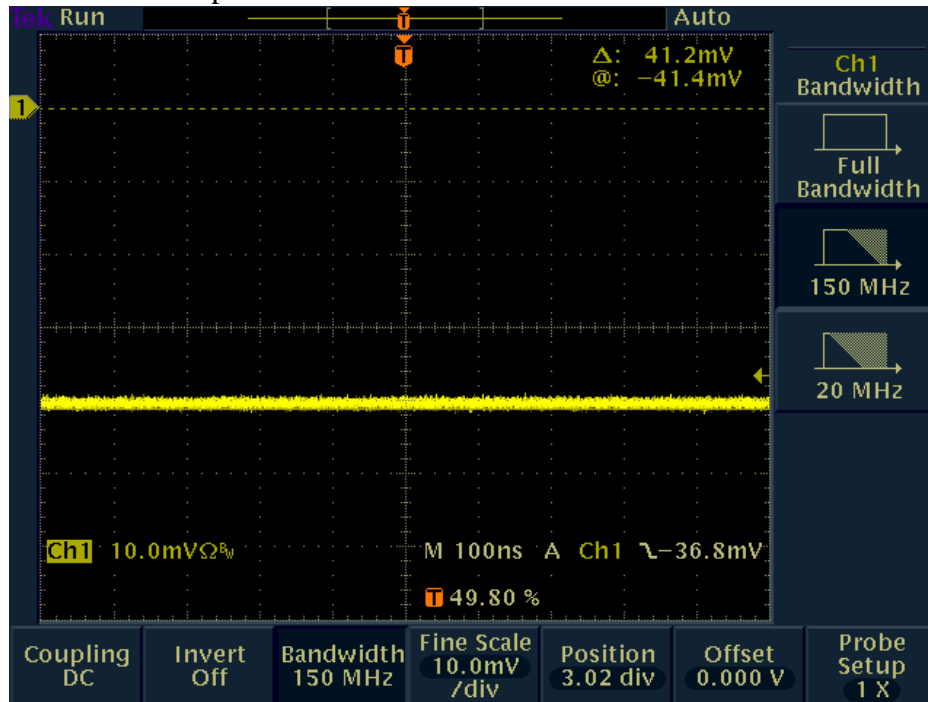 Tek Run
T
Auto
T
Δ: 41.2mV
@: −41.4mV
1
Ch1
Bandwidth
Full
Bandwidth
150 MHz
20 MHz
Ch1 10.0mVΩBW
M 100ns A Ch1 −36.8mV
T 49.80 %
Coupling
DC
Invert
Off
Bandwidth
150 MHz
Fine Scale
10.0mV
/div
Position
3.02 div
Offset
0.000 V
Probe
Setup
1 X